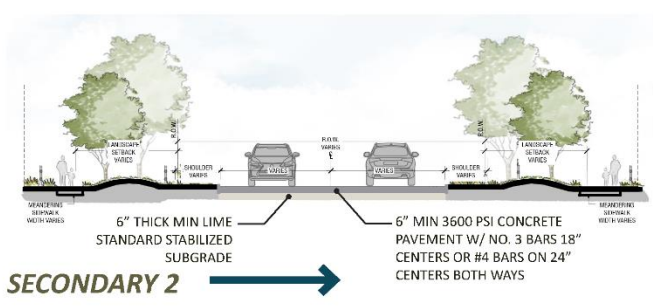 R.O.W.
LANDSCAPE
SETBACK
VARIES
SHOULDER
VARIES
R.O.W.
VARIES
VARIES
VARIES
R.O.W.
LANDSCAPE
SETBACK
VARIES
SHOULDER
VARIES
MEANDERING
SIDEWALK
WIDTH VARIES
MEANDERING
SIDEWALK
WIDTH VARIES
6” THICK MIN LIME
STANDARD STABILIZED
SUBGRADE
6” MIN 3600 PSI CONCRETE
PAVEMENT W/ NO. 3 BARS 18”
CENTERS OR #4 BARS ON 24”
CENTERS BOTH WAYS
SECONDARY 2